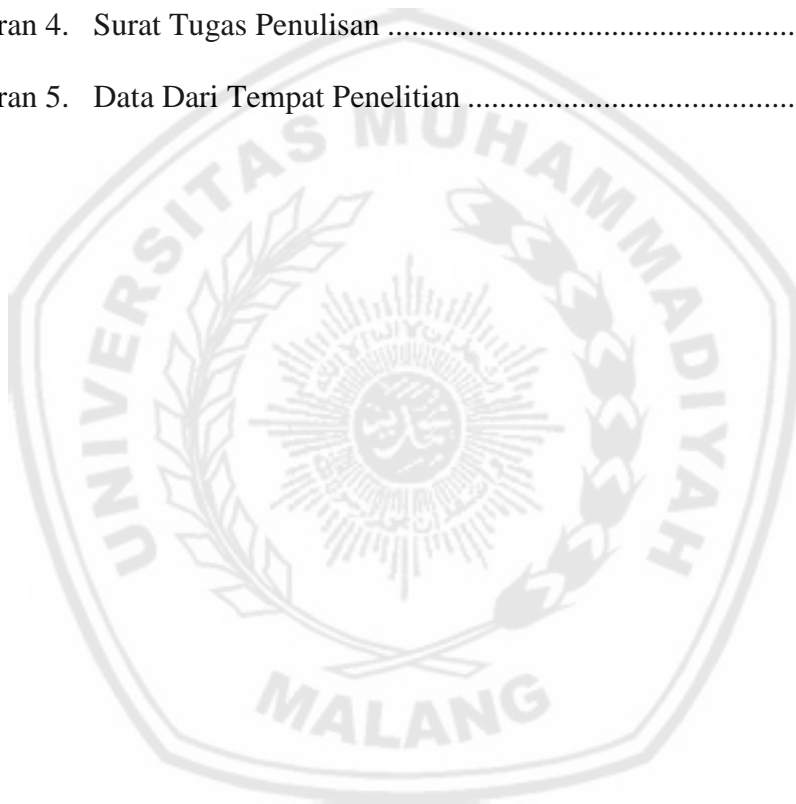 ran 4. Surat Tugas Penulisan ...................................................
ran 5. Data Dari Tempat Penelitian .........................................
UNIVERSITAS MUHAMMADIYAH
MALANG